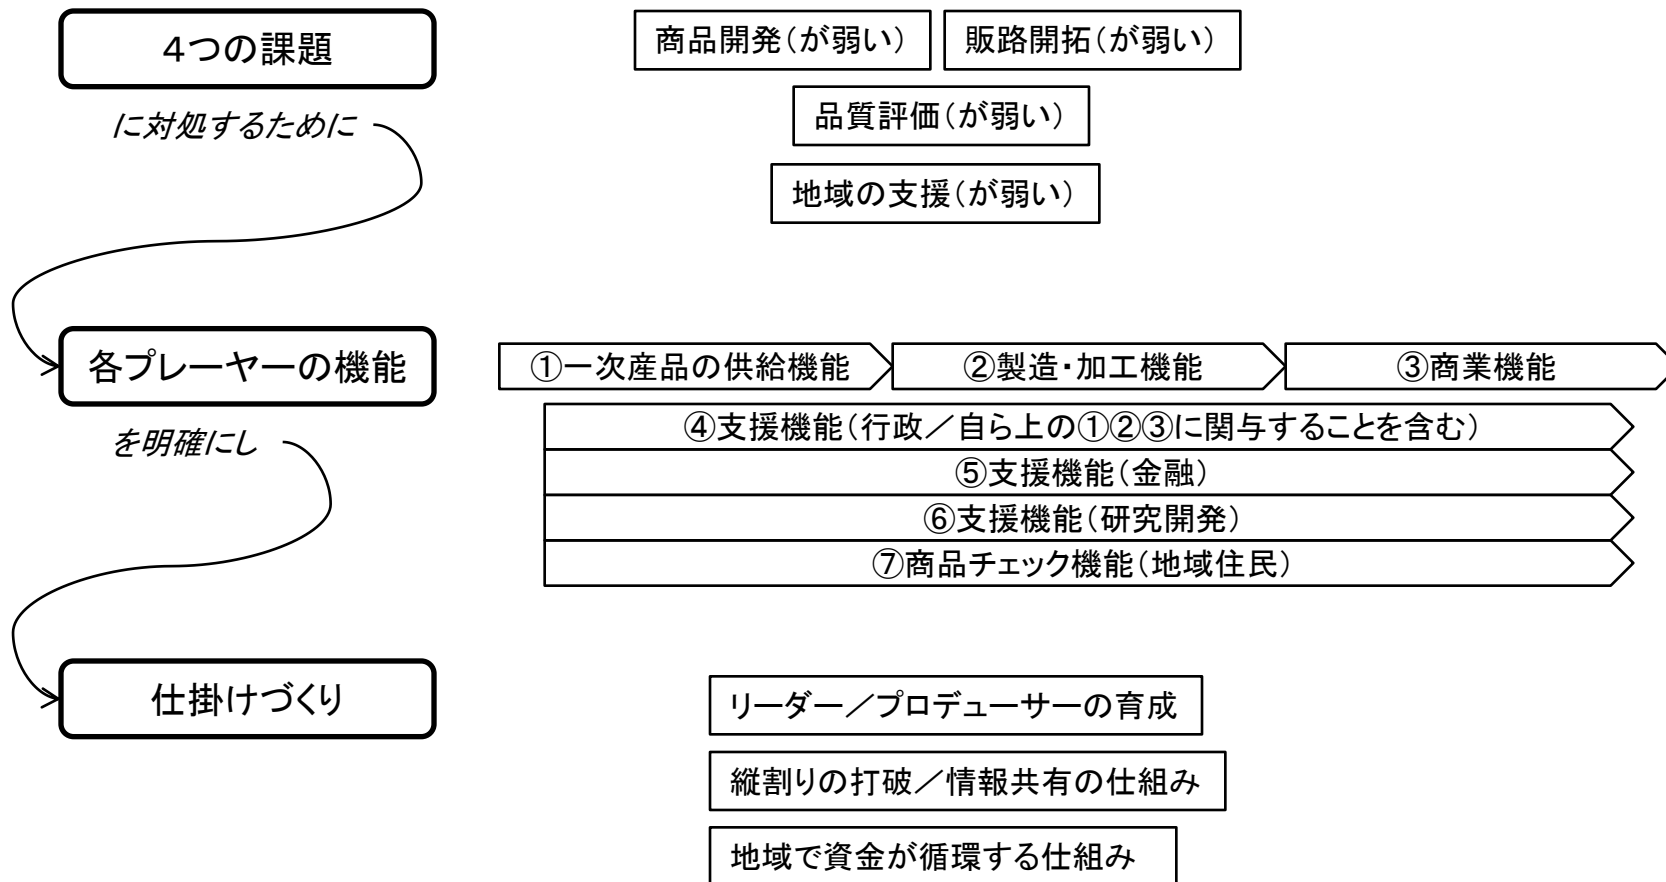 ４つの課題
商品開発（が弱い）
販路開拓（が弱い）
に対処するために
品質評価（が弱い）
地域の支援（が弱い）
各プレーヤーの機能
①一次産品の供給機能
②製造・加工機能
③商業機能
④支援機能（行政／自ら上の①②③に関与することを含む）
を明確にし
⑤支援機能（金融）
⑥支援機能（研究開発）
⑦商品チェック機能（地域住民）
仕掛けづくり
リーダー／プロデューサーの育成
縦割りの打破／情報共有の仕組み
地域で資金が循環する仕組み